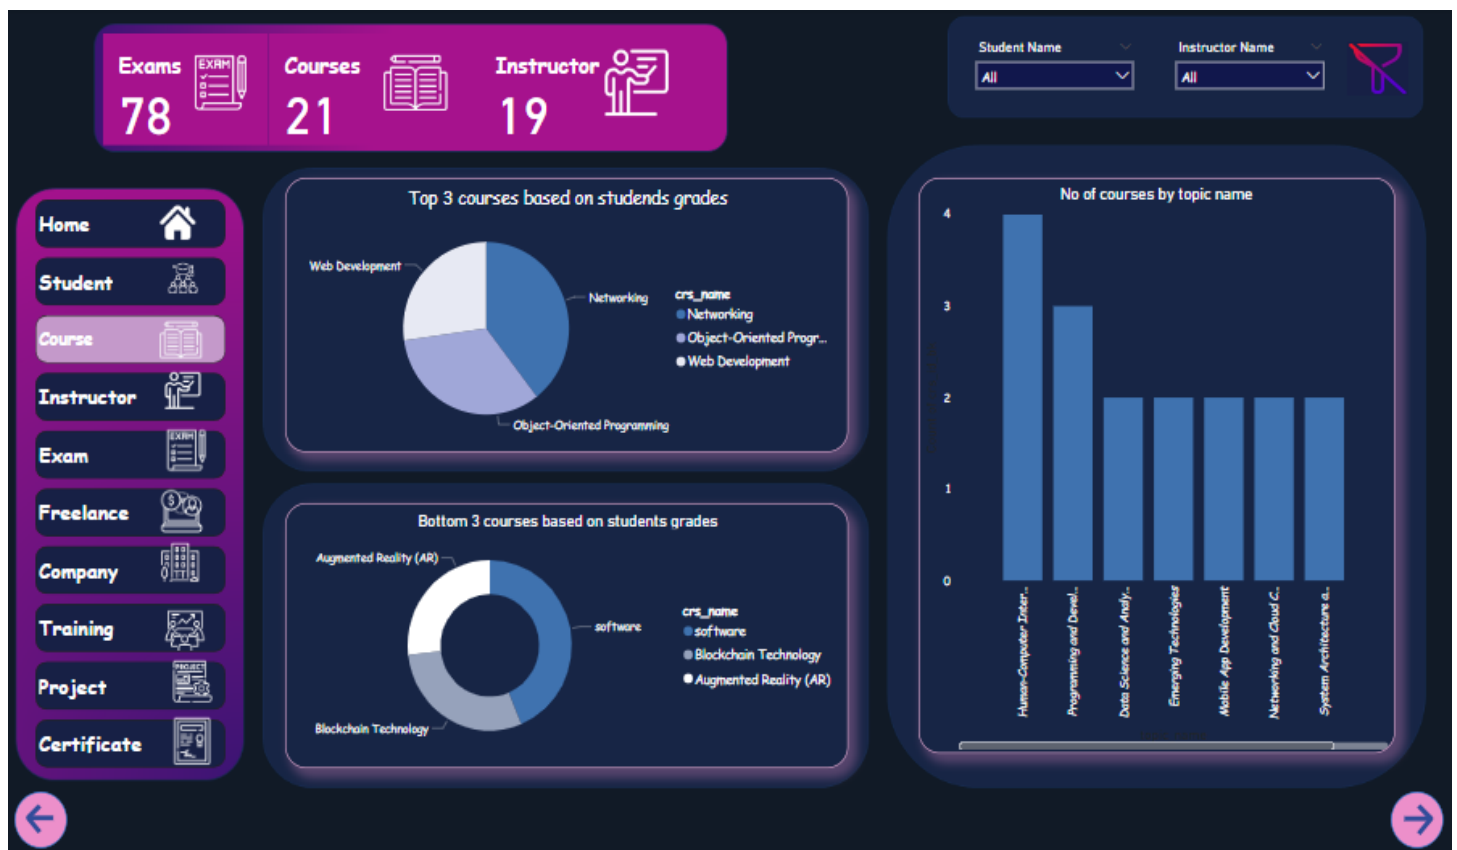 Exams
78
EXAM
Courses
21
Instructor
19
Student Name
All
Instructor Name
All
Home
Student
Course
Instructor
Exam
EXAM
Freelance
Company
Training
Project
PROJECT
Certificate
Top 3 courses based on studends grades
Web Development
Networking
Object-Oriented Programming
crs_name
Networking
Object-Oriented Progr...
Web Development
Bottom 3 courses based on students grades
Augmented Reality (AR)
software
Blockchain Technology
crs_name
software
Blockchain Technology
Augmented Reality (AR)
No of courses by topic name
4
3
2
1
0
Human-Computer Inter...
Programming and Devel...
Data Science and Analy...
Emerging Technologies
Mobile App Development
Networking and Cloud C...
System Architecture a...